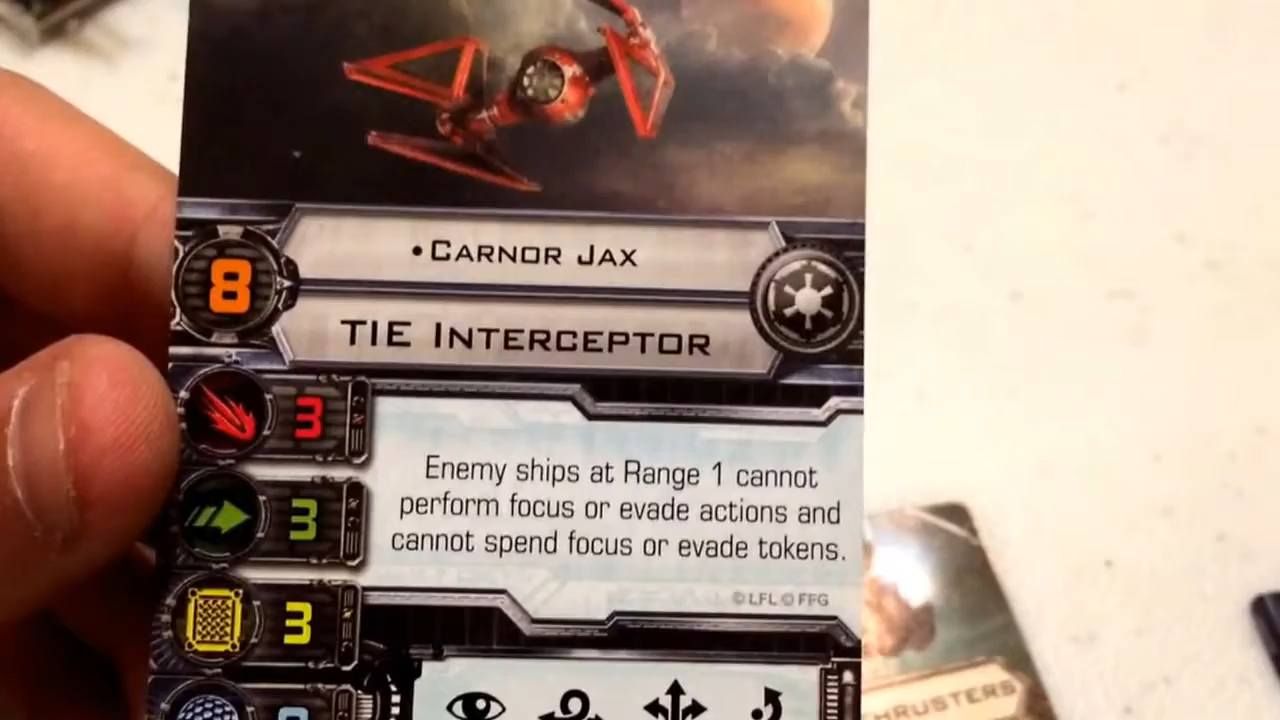 • CARNOR JAX
8
TIE INTERCEPTOR
3
Enemy ships at Range 1 cannot
perform focus or evade actions and
cannot spend focus or evade tokens.
3
3
©LFL © FFG
THRUSTERS